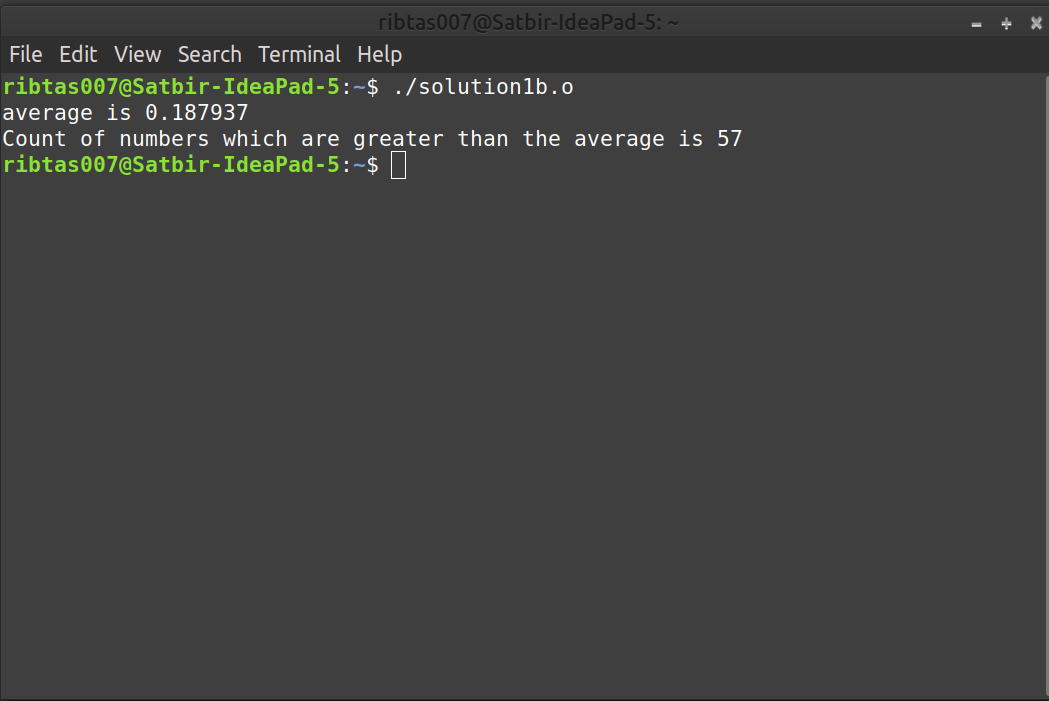 ribtas007@Satbir-IdeaPad-5: ~
File Edit View Search Terminal Help
ribtas007@Satbir-IdeaPad-5:~$ ./solution1b.o
average is 0.187937
Count of numbers which are greater than the average is 57
ribtas007@Satbir-IdeaPad-5:~$